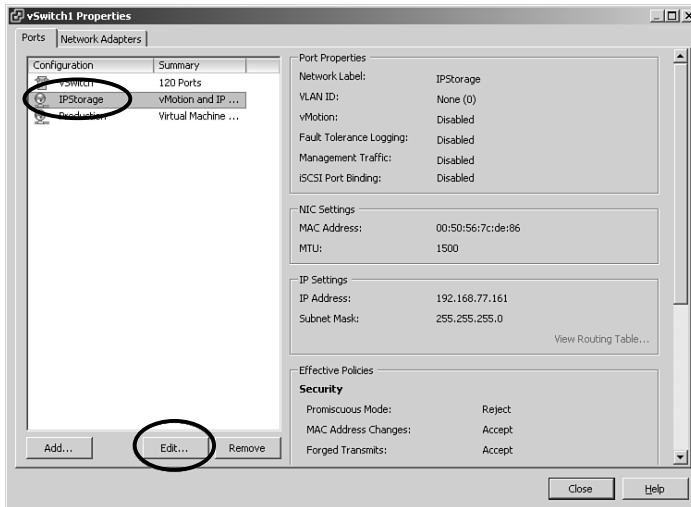 vSwitch1 Properties
Ports Network Adapters
Configuration Summary
vSwitch 120 Ports
IPStorage vMotion and IP ...
Production Virtual Machine ...
Add... Edit... Remove
Port Properties
Network Label: IPStorage
VLAN ID: None (0)
vMotion: Disabled
Fault Tolerance Logging: Disabled
Management Traffic: Disabled
iSCSI Port Binding: Disabled
NIC Settings
MAC Address: 00:50:56:7c:de:86
MTU: 1500
IP Settings
IP Address: 192.168.77.161
Subnet Mask: 255.255.255.0
View Routing Table...
Effective Policies
Security
Promiscuous Mode: Reject
MAC Address Changes: Accept
Forged Transmits: Accept
Close Help